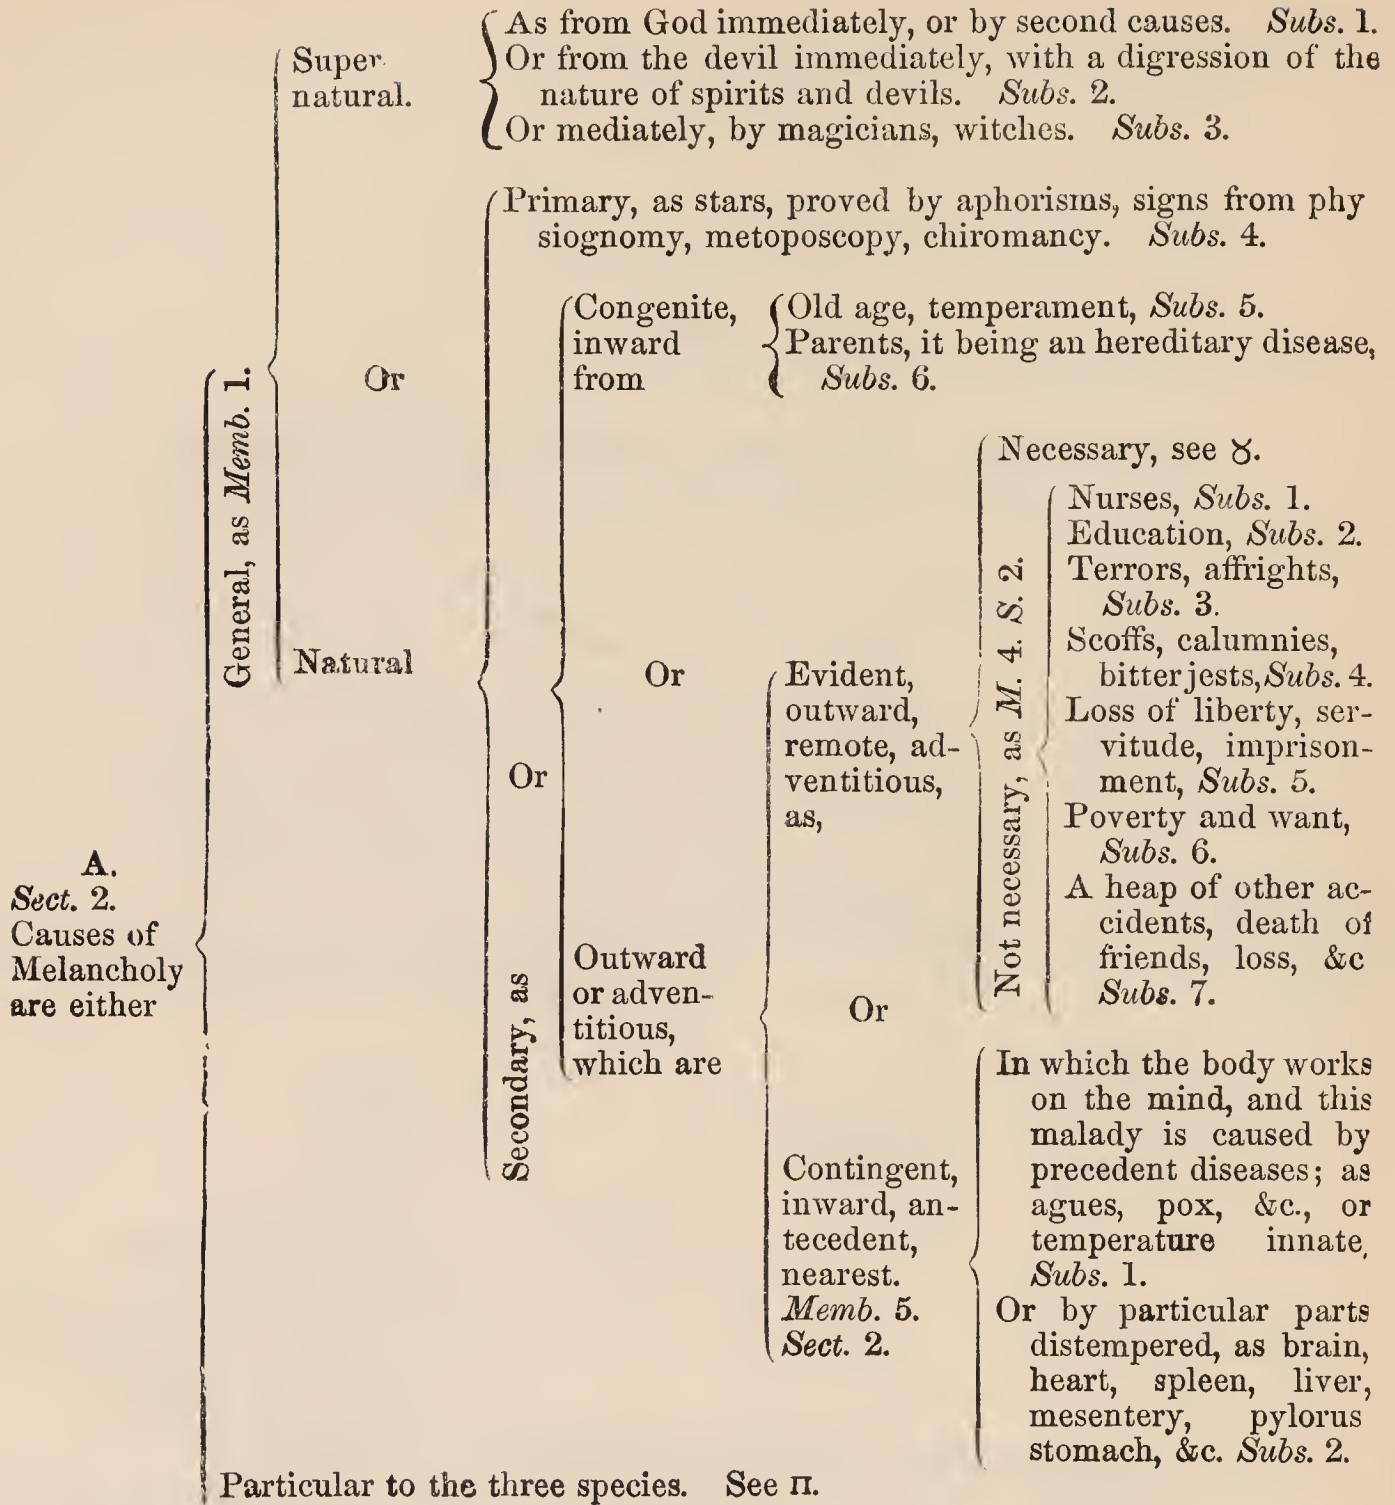 A.
Sect. 2.
Causes of
Melancholy
are either
General, as Memb. 1.
Super
natural.
As from God immediately, or by second causes. Subs. 1.
Or from the devil immediately, with a digression of the
nature of spirits and devils. Subs. 2.
Or mediately, by magicians, witches. Subs. 3.
Or
Natural
Primary, as stars, proved by aphorisms, signs from phy
siognomy, metoposcopy, chiromancy. Subs. 4.
Or
Secondary, as
Congenite,
inward
from
Old age, temperament, Subs. 5.
Parents, it being an hereditary disease,
Subs. 6.
Or
Outward
or adven-
titious,
which are
Evident,
outward,
remote, ad-
ventitious,
as,
Necessary, see ♉.
Not necessary, as M. 4. S. 2.
Nurses, Subs. 1.
Education, Subs. 2.
Terrors, affrights,
Subs. 3.
Scoffs, calumnies,
bitter jests, Subs. 4.
Loss of liberty, ser-
vitude, imprison-
ment, Subs. 5.
Poverty and want,
Subs. 6.
A heap of other ac-
cidents, death of
friends, loss, &c
Subs. 7.
Or
Contingent,
inward, an-
tecedent,
nearest.
Memb. 5.
Sect. 2.
In which the body works
on the mind, and this
malady is caused by
precedent diseases; as
agues, pox, &c., or
temperature innate,
Subs. 1.
Or by particular parts
distempered, as brain,
heart, spleen, liver,
mesentery, pylorus
stomach, &c. Subs. 2.
Particular to the three species. See π.